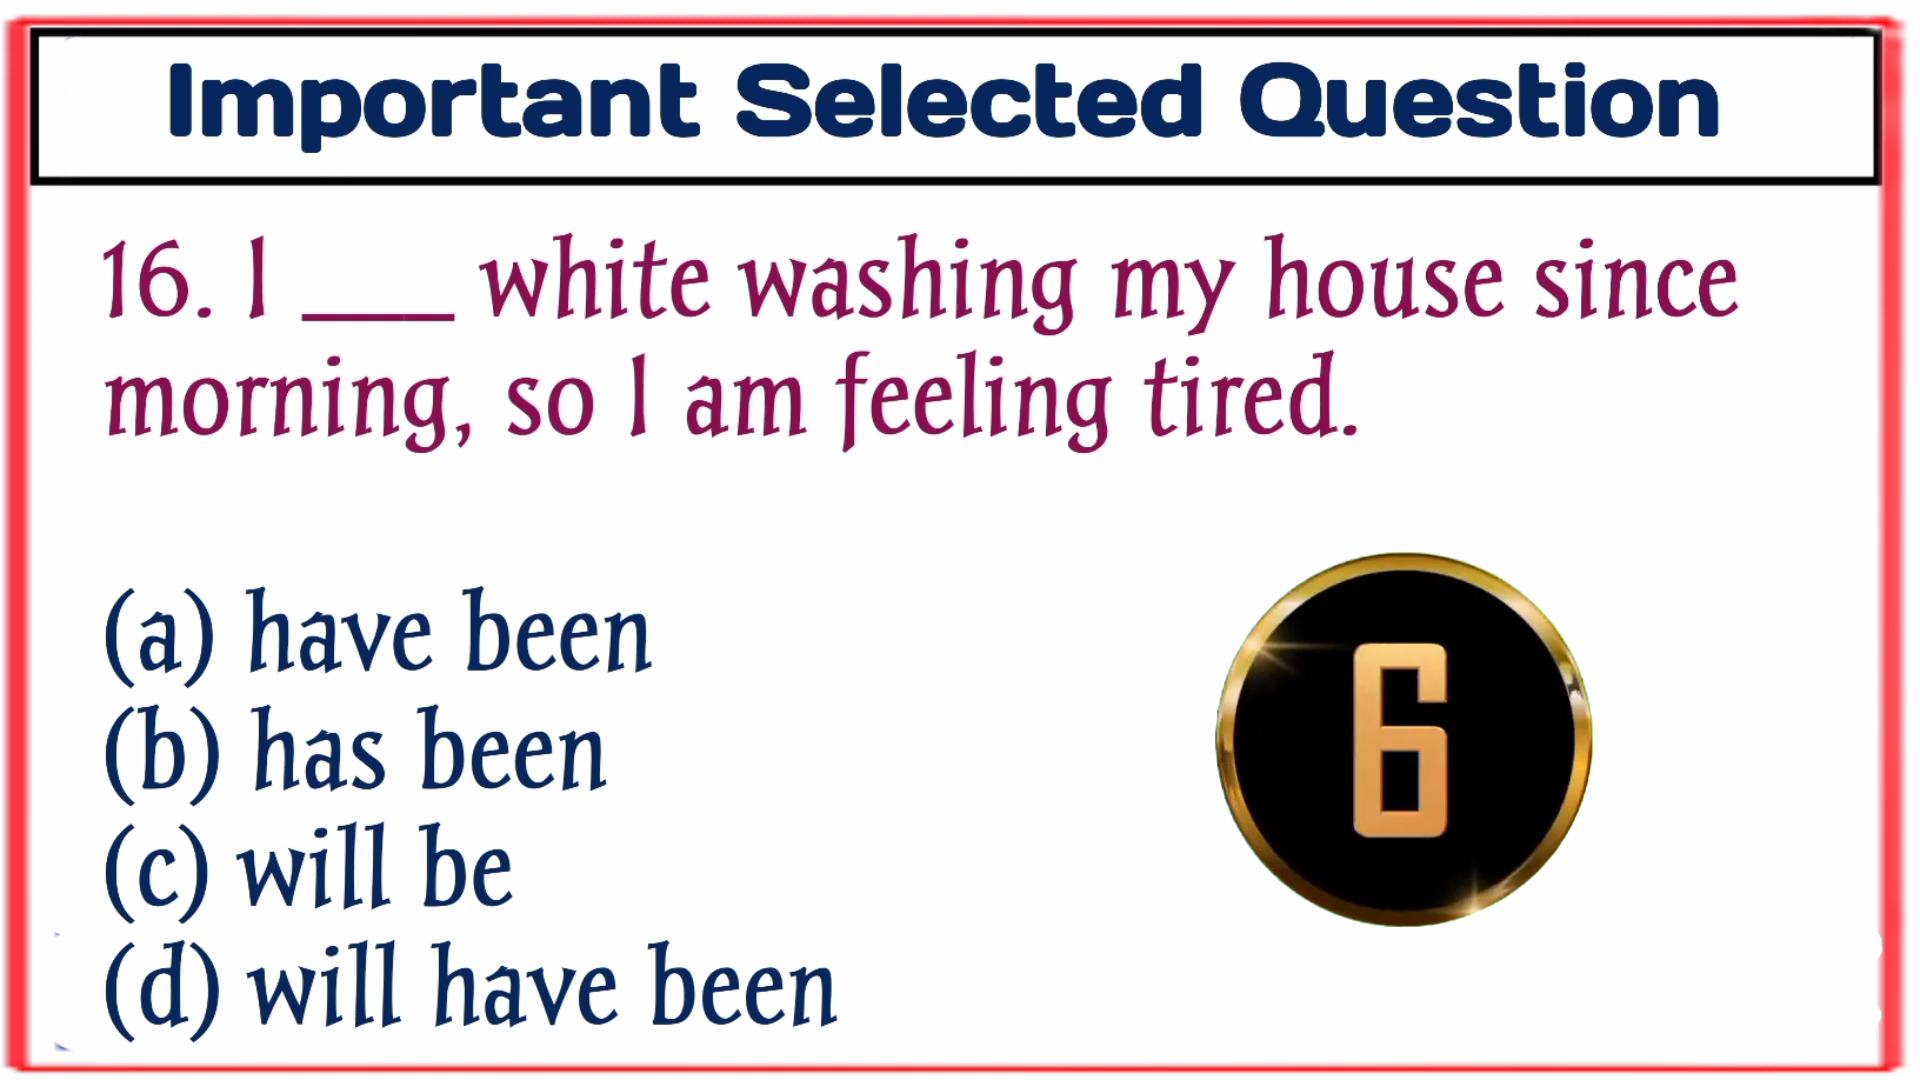 Important Selected Question
16. I ___ white washing my house since
morning, so I am feeling tired.
(a) have been
(b) has been
(c) will be
(d) will have been
6